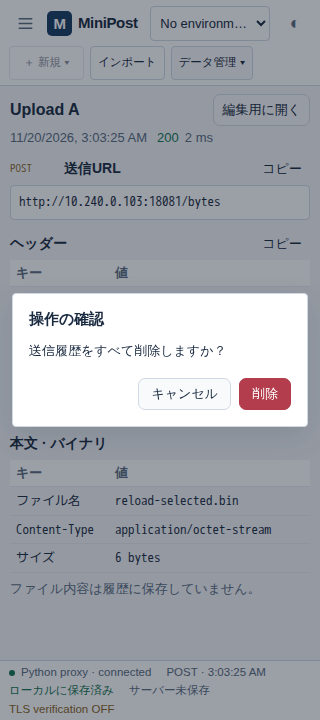 M MiniPost No environm…
＋ 新規 ▾ インポート データ管理 ▾
Upload A 編集用に開く
11/20/2026, 3:03:25 AM 200 2 ms
POST 送信URL コピー
http://10.240.0.103:18081/bytes
ヘッダー コピー
キー 値
操作の確認
送信履歴をすべて削除しますか？
キャンセル 削除
本文・バイナリ
キー 値
ファイル名 reload-selected.bin
Content-Type application/octet-stream
サイズ 6 bytes
ファイル内容は履歴に保存していません。
Python proxy · connected POST · 3:03:25 AM
ローカルに保存済み サーバー未保存
TLS verification OFF